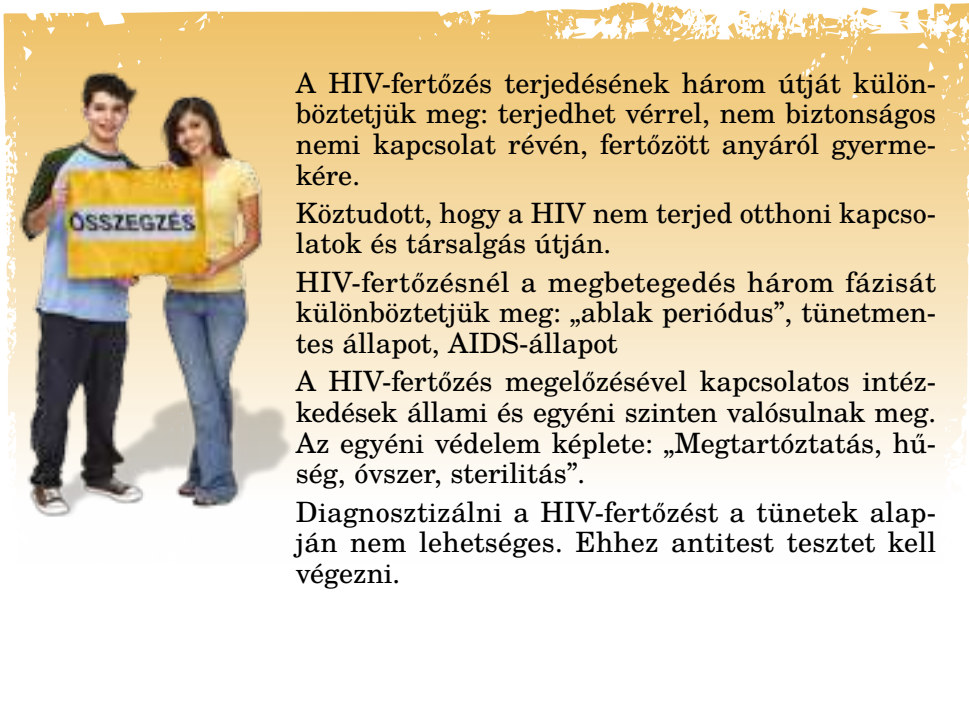 ÖSSZEGZÉS
A HIV-fertőzés terjedésének három útját külön-
böztetjük meg: terjedhet vérrel, nem biztonságos
nemi kapcsolat révén, fertőzött anyáról gyerme-
kére.
Köztudott, hogy a HIV nem terjed otthoni kapcso-
latok és társalgás útján.
HIV-fertőzésnél a megbetegedés három fázisát
különböztetjük meg: „ablak periódus”, tünetmen-
tes állapot, AIDS-állapot
A HIV-fertőzés megelőzésével kapcsolatos intéz-
kedések állami és egyéni szinten valósulnak meg.
Az egyéni védelem képlete: „Megtartóztatás, hű-
ség, óvszer, sterilitás”.
Diagnosztizálni a HIV-fertőzést a tünetek alap-
ján nem lehetséges. Ehhez antitest tesztet kell
végezni.